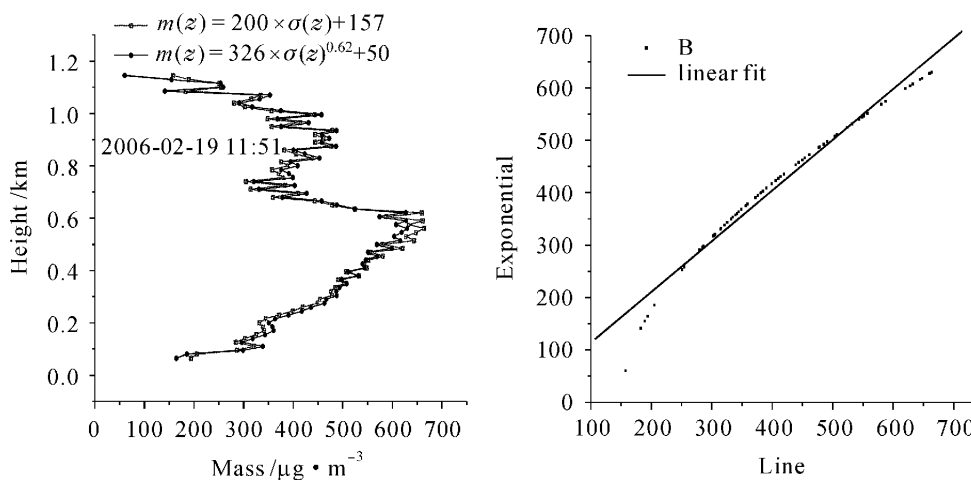 m(z) = 200 × σ(z)+157
m(z) = 326 × σ(z)^0.62+50
1.2
1.0
0.8
0.6
0.4
0.2
0.0
2006-02-19 11:51
Height /km
0 100 200 300 400 500 600 700
Mass /μg · m^−3
B
linear fit
700
600
500
400
300
200
100
0
Exponential
100 200 300 400 500 600 700
Line